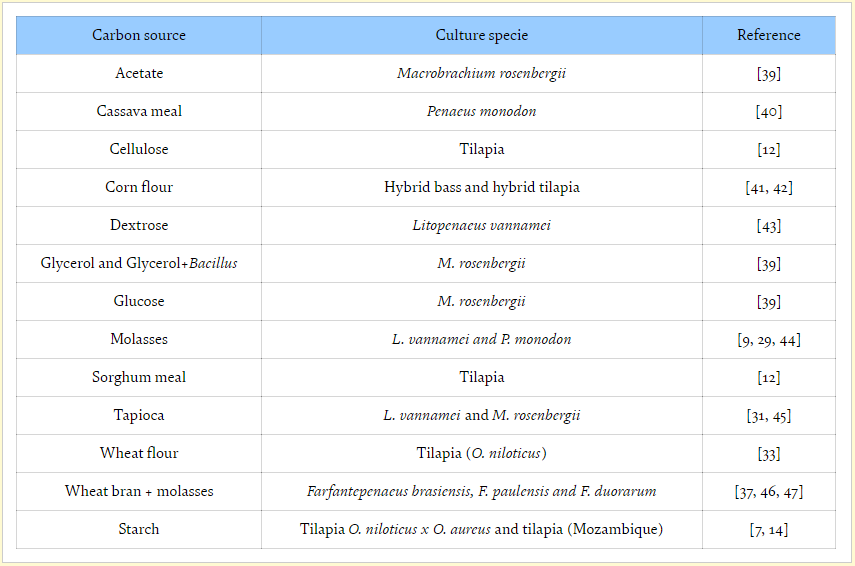 Carbon source Culture specie Reference
Acetate Macrobrachium rosenbergii [39]
Cassava meal Penaeus monodon [40]
Cellulose Tilapia [12]
Corn flour Hybrid bass and hybrid tilapia [41, 42]
Dextrose Litopenaeus vannamei [43]
Glycerol and Glycerol+Bacillus M. rosenbergii [39]
Glucose M. rosenbergii [39]
Molasses L. vannamei and P. monodon [9, 29, 44]
Sorghum meal Tilapia [12]
Tapioca L. vannamei and M. rosenbergii [31, 45]
Wheat flour Tilapia (O. niloticus) [33]
Wheat bran + molasses Farfantepenaeus brasiensis, F. paulensis and F. duorarum [37, 46, 47]
Starch Tilapia O. niloticus x O. aureus and tilapia (Mozambique) [7, 14]